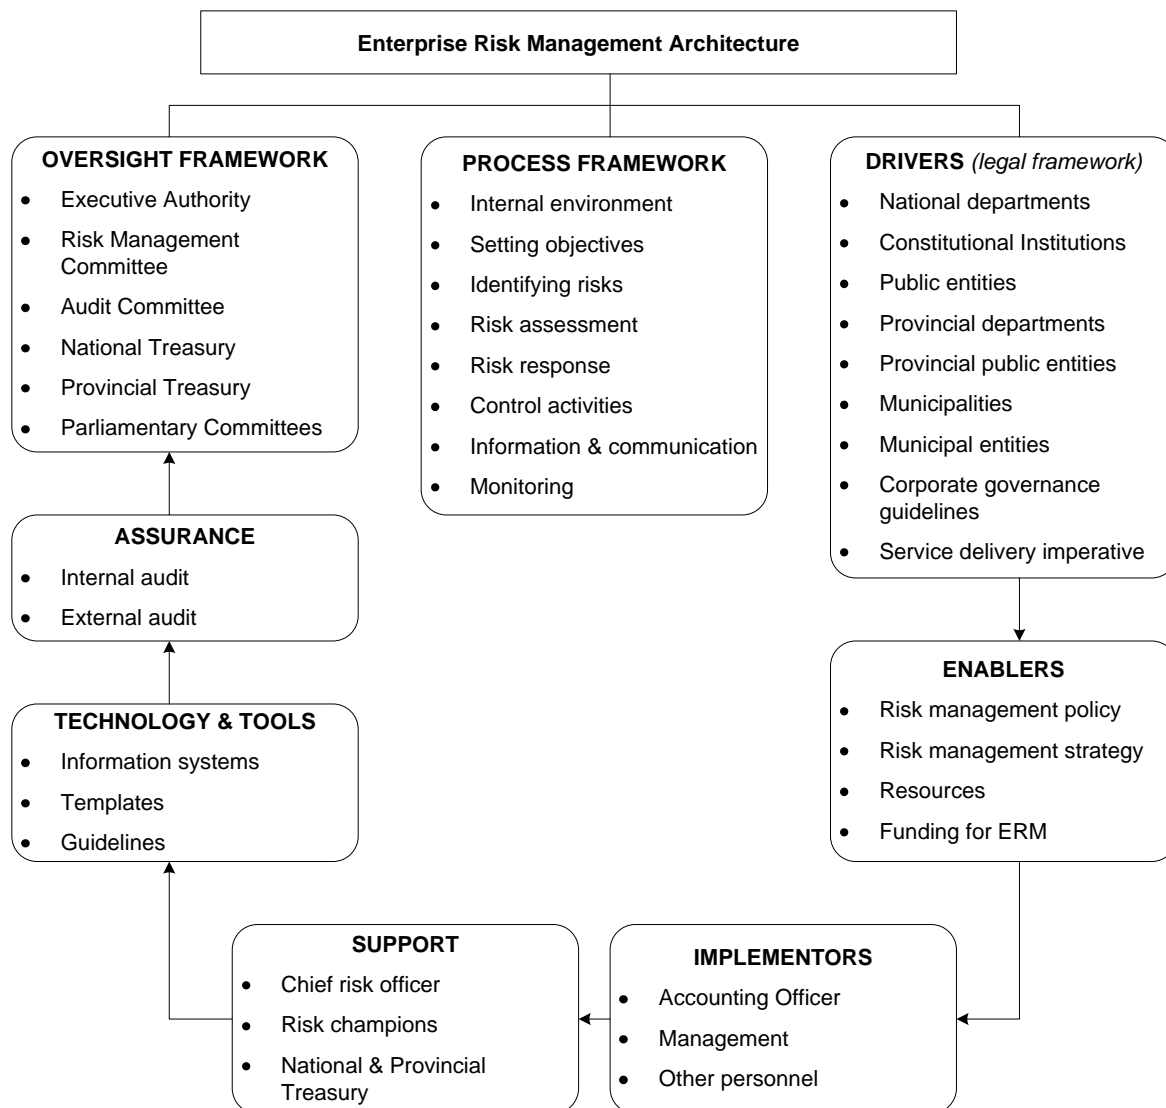 Enterprise Risk Management Architecture
OVERSIGHT FRAMEWORK
• Executive Authority
• Risk Management
Committee
• Audit Committee
• National Treasury
• Provincial Treasury
• Parliamentary Committees
PROCESS FRAMEWORK
• Internal environment
• Setting objectives
• Identifying risks
• Risk assessment
• Risk response
• Control activities
• Information & communication
• Monitoring
DRIVERS (legal framework)
• National departments
• Constitutional Institutions
• Public entities
• Provincial departments
• Provincial public entities
• Municipalities
• Municipal entities
• Corporate governance
guidelines
• Service delivery imperative
ASSURANCE
• Internal audit
• External audit
ENABLERS
• Risk management policy
• Risk management strategy
• Resources
• Funding for ERM
TECHNOLOGY & TOOLS
• Information systems
• Templates
• Guidelines
SUPPORT
• Chief risk officer
• Risk champions
• National & Provincial
Treasury
IMPLEMENTORS
• Accounting Officer
• Management
• Other personnel